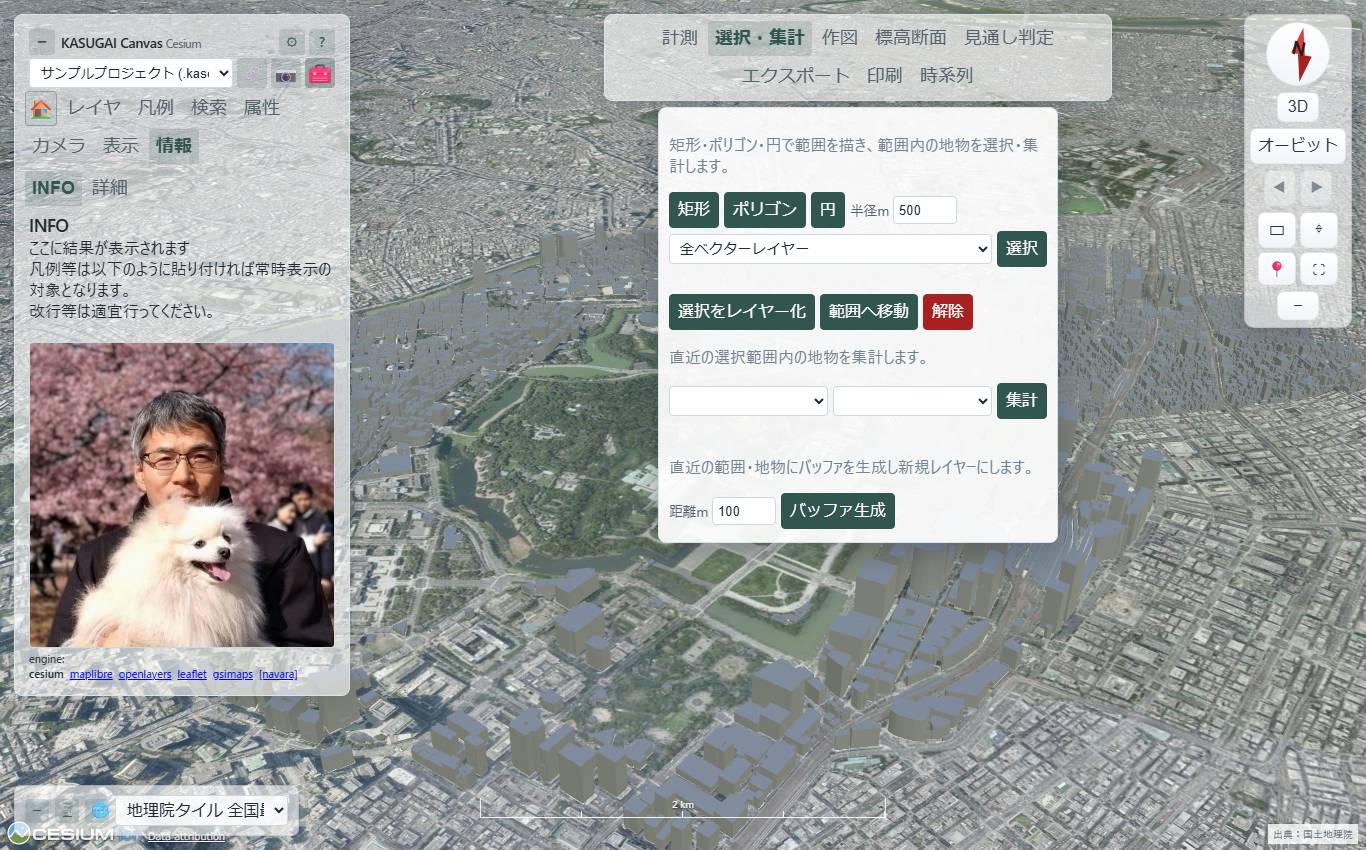 KASUGAI Canvas Cesium
サンプルプロジェクト (.kas
レイヤ 凡例 検索 属性
カメラ 表示 情報
INFO 詳細
INFO
ここに結果が表示されます
凡例等は以下のように貼り付ければ常時表示の
対象となります。
改行等は適宜行ってください。
engine:
cesium maplibre openlayers leaflet gsimaps [navara]
地理院タイル 全国
CESIUM
Data attribution
計測 選択・集計 作図 標高断面 見通し判定
エクスポート 印刷 時系列
矩形・ポリゴン・円で範囲を描き、範囲内の地物を選択・集
計します。
矩形 ポリゴン 円 半径m 500
全ベクターレイヤー 選択
選択をレイヤー化 範囲へ移動 解除
直近の選択範囲内の地物を集計します。
集計
直近の範囲・地物にバッファを生成し新規レイヤーにします。
距離m 100 バッファ生成
2 km
N
3D
オービット
出典：国土地理院